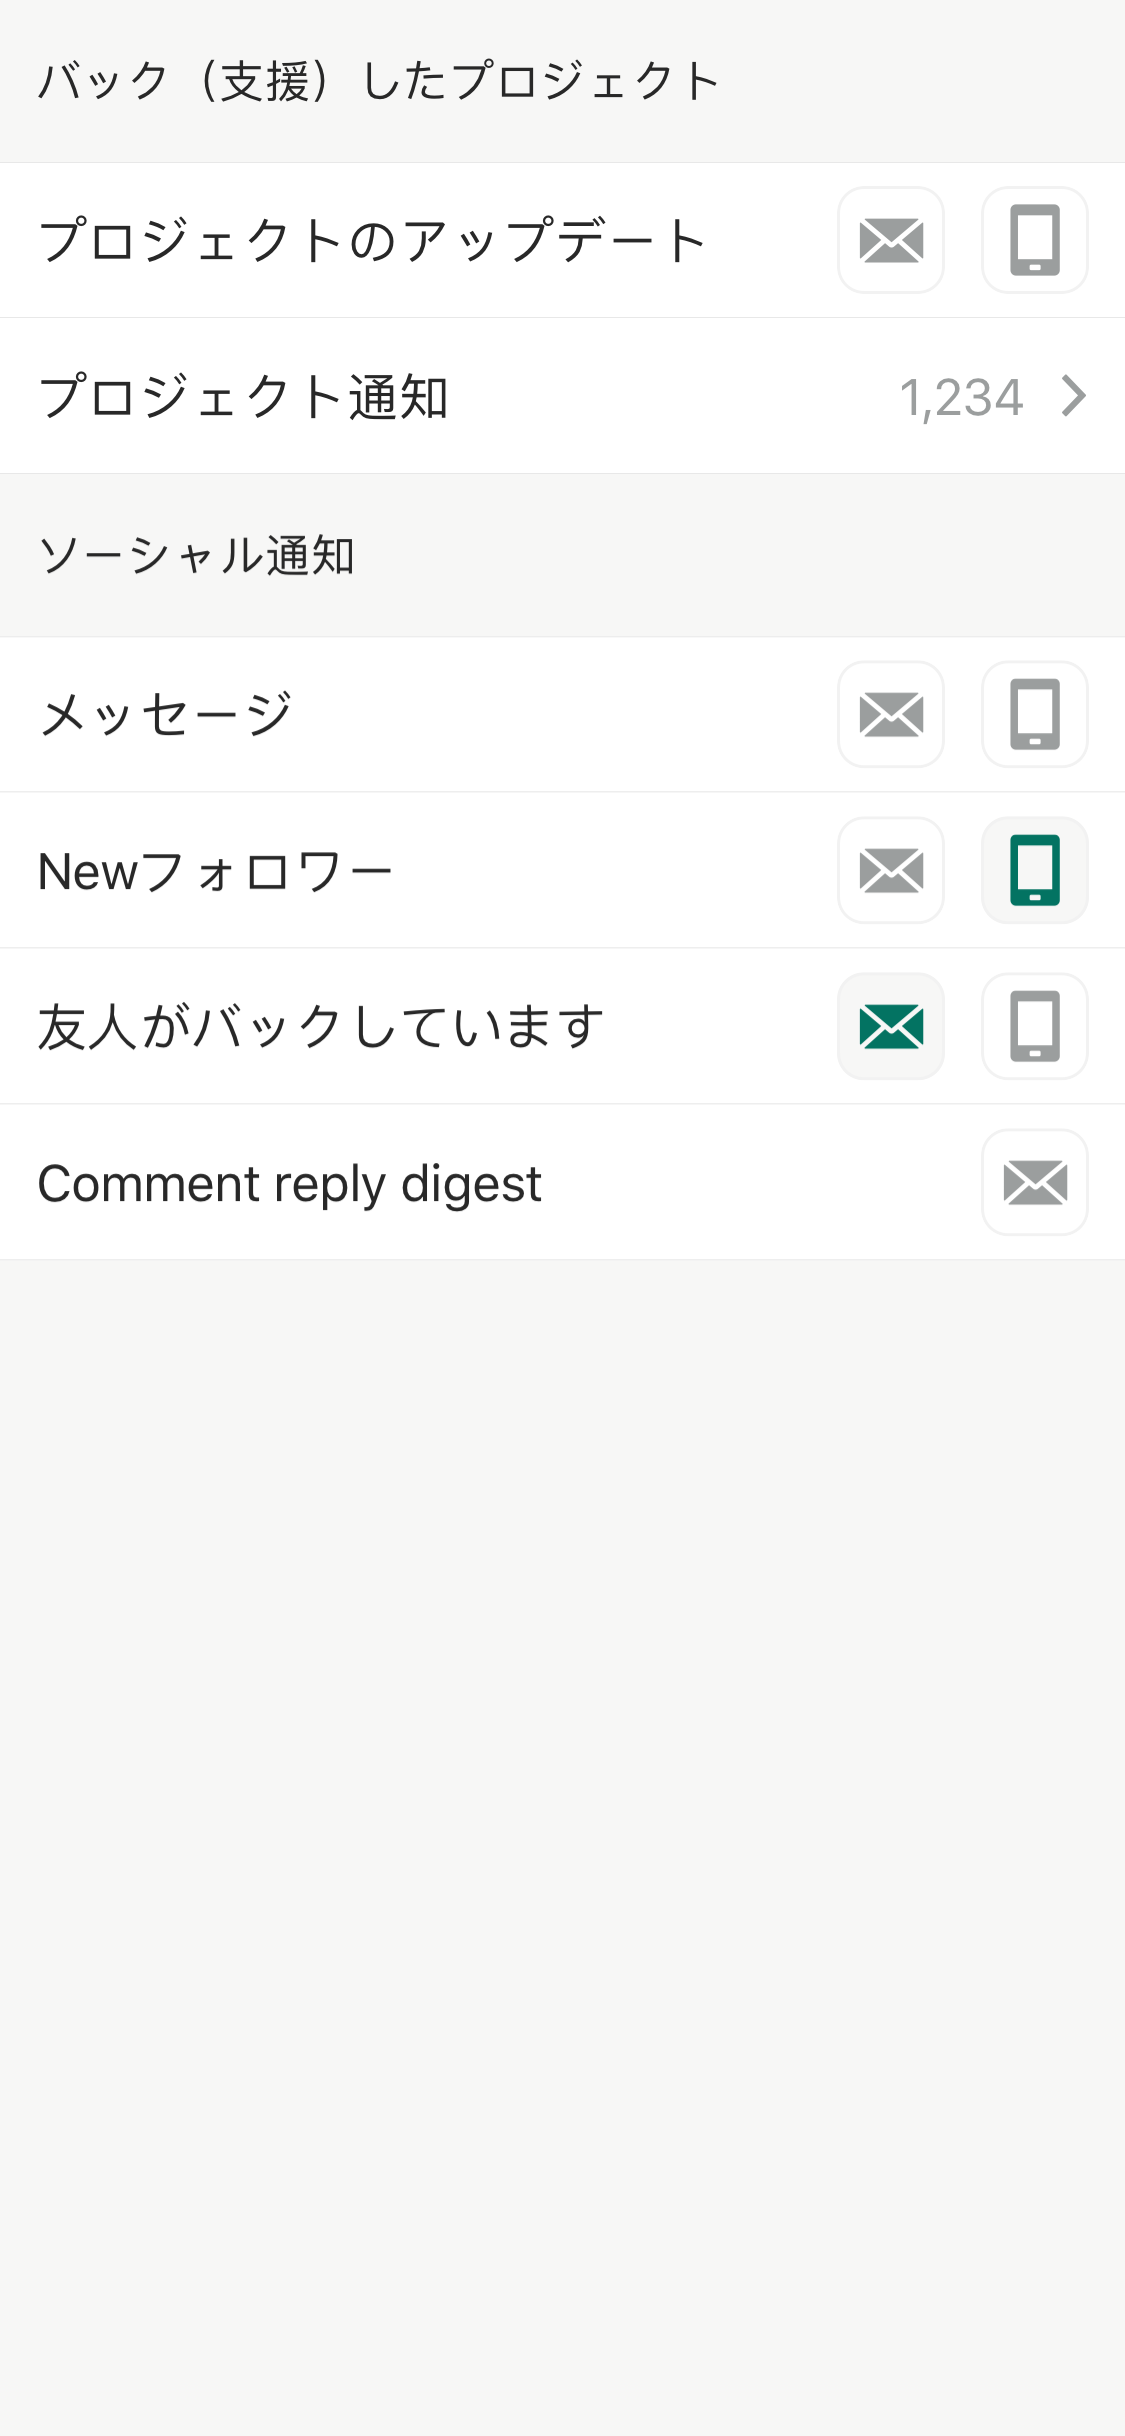 バック（支援）したプロジェクト
プロジェクトのアップデート
プロジェクト通知 1,234
ソーシャル通知
メッセージ
Newフォロワー
友人がバックしています
Comment reply digest